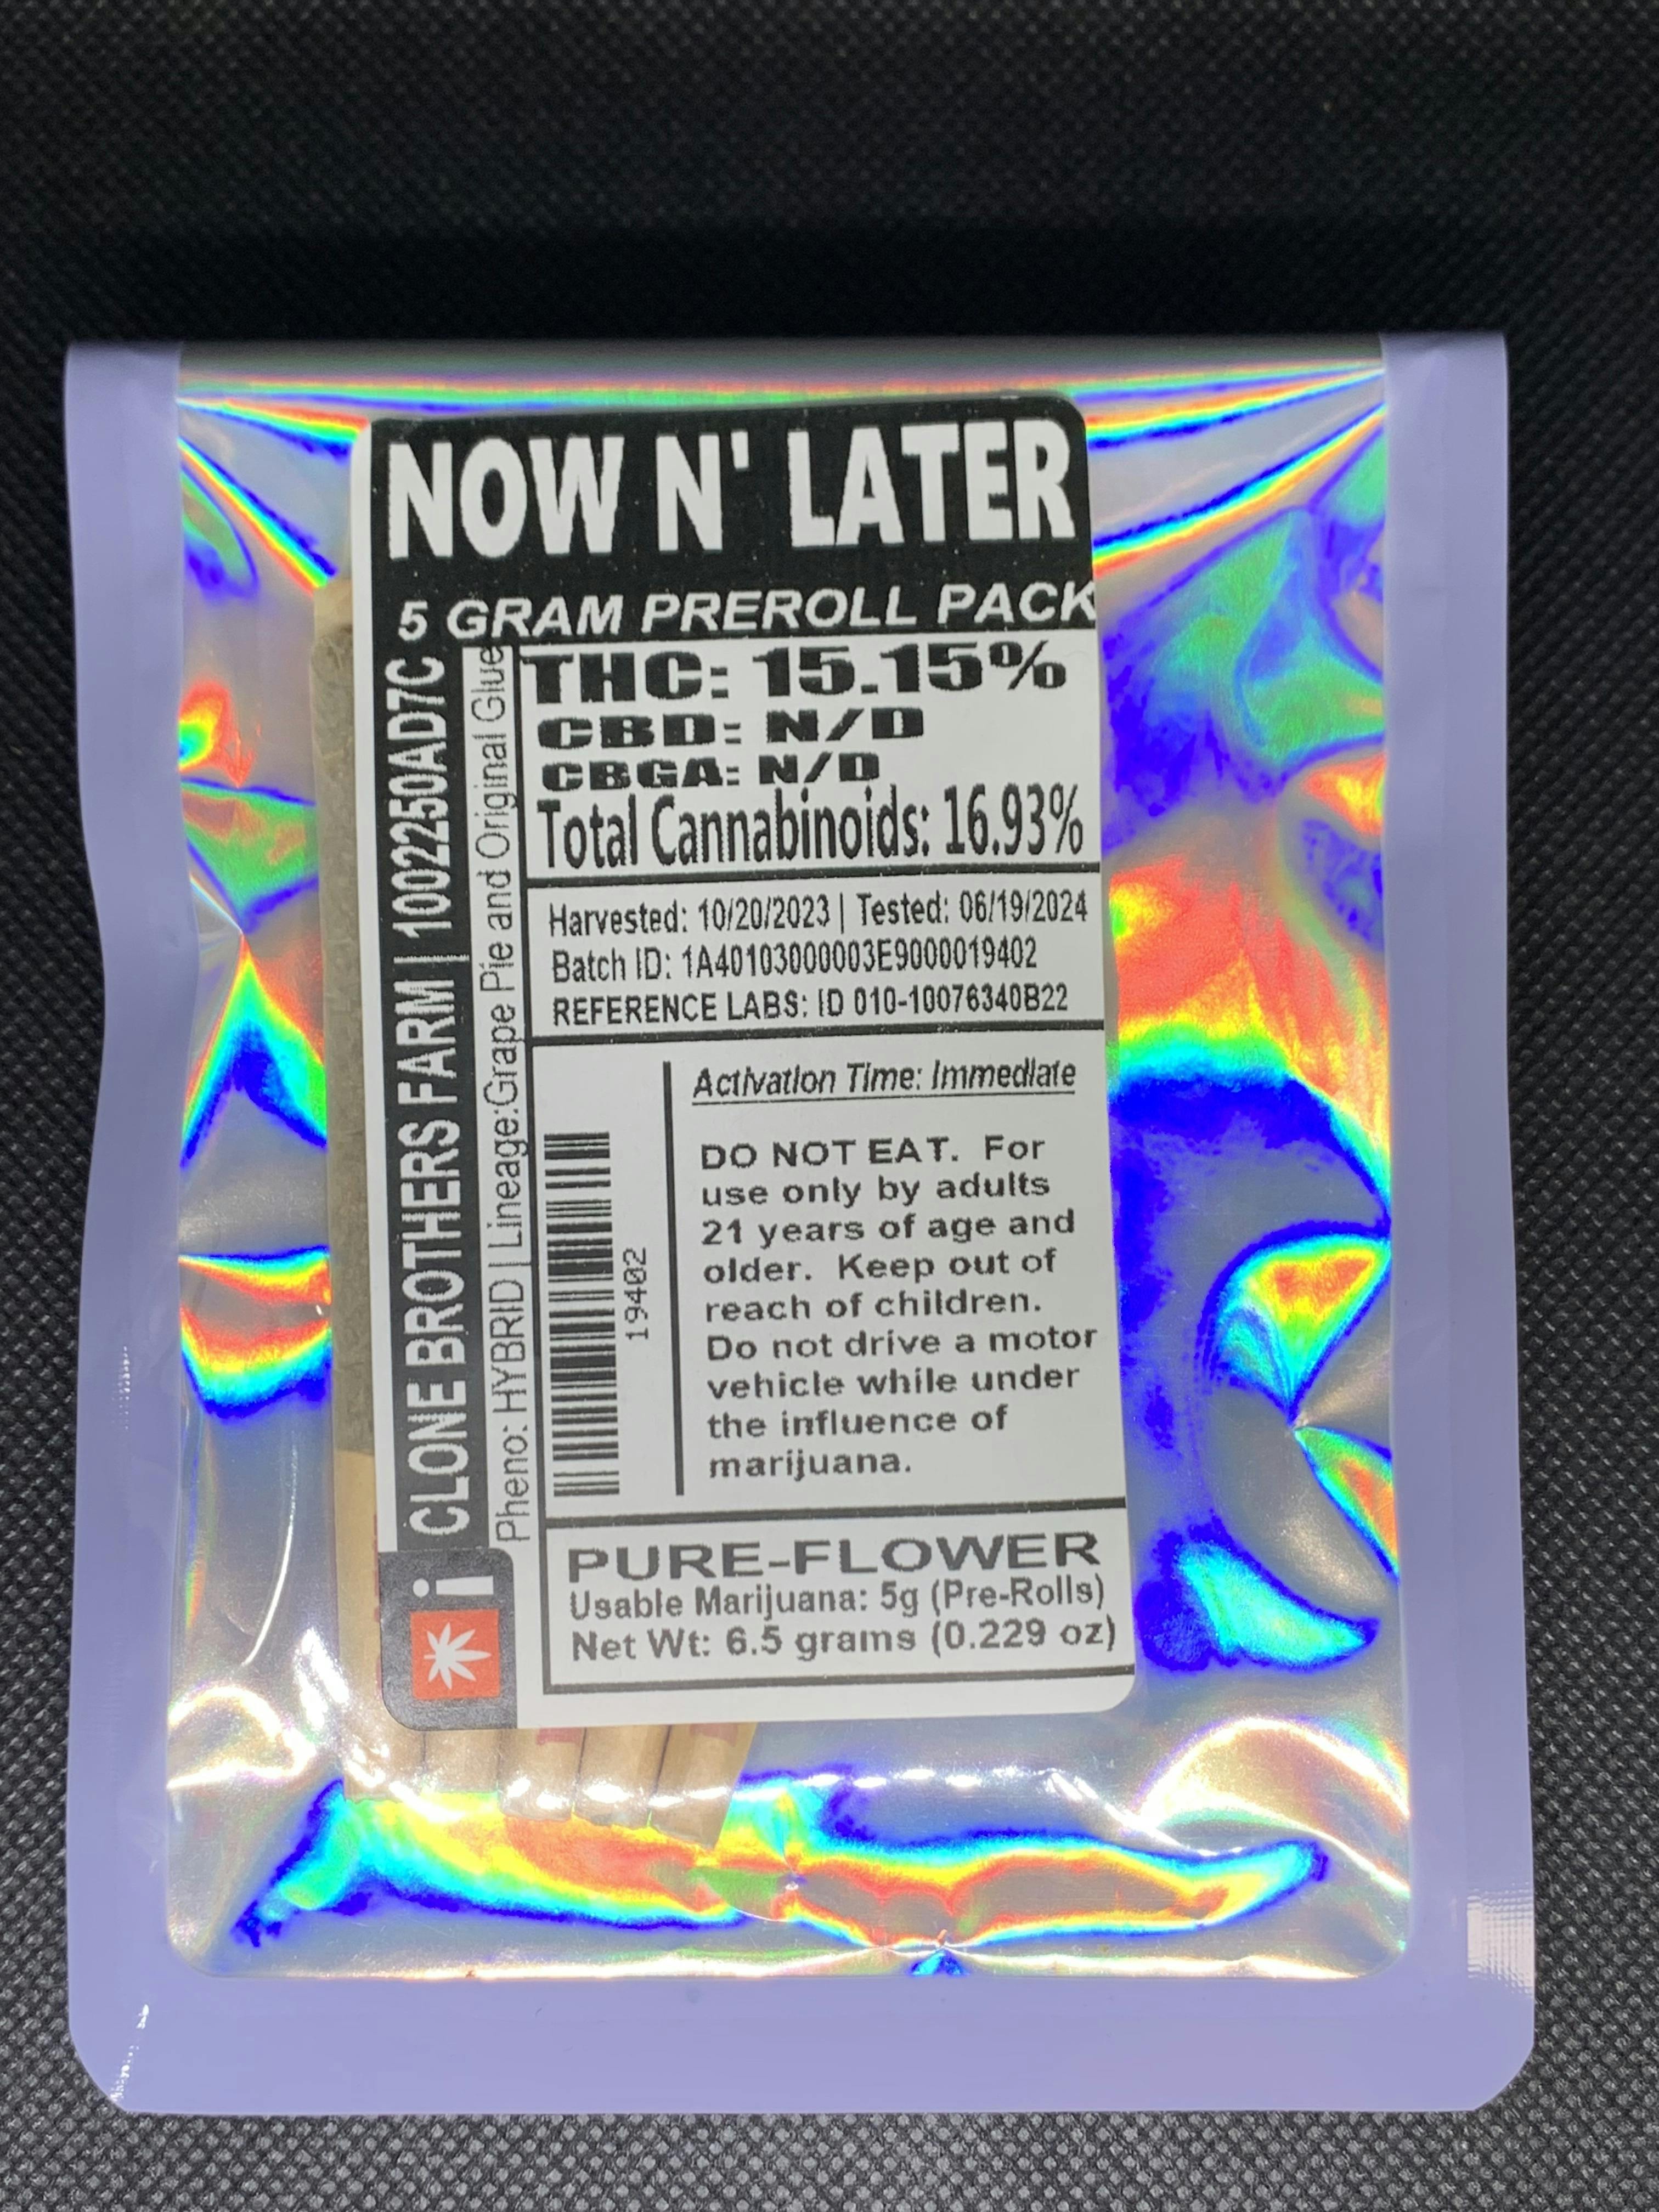 NOW N' LATER
5 GRAM PREROLL PACK
CLONE BROTHERS FARM | 1002250AD7C
Pheno: HYBRID | Lineage:Grape Pie and Original Glue
THC: 15.15%
CBD: N/D
CBGA: N/D
Total Cannabinoids: 16.93%
Harvested: 10/20/2023 | Tested: 06/19/2024
Batch ID: 1A40103000003E9000019402
REFERENCE LABS: ID 010-10076340B22
19402
Activation Time: Immediate
DO NOT EAT. For
use only by adults
21 years of age and
older. Keep out of
reach of children.
Do not drive a motor
vehicle while under
the influence of
marijuana.
i
PURE-FLOWER
Usable Marijuana: 5g (Pre-Rolls)
Net Wt: 6.5 grams (0.229 oz)